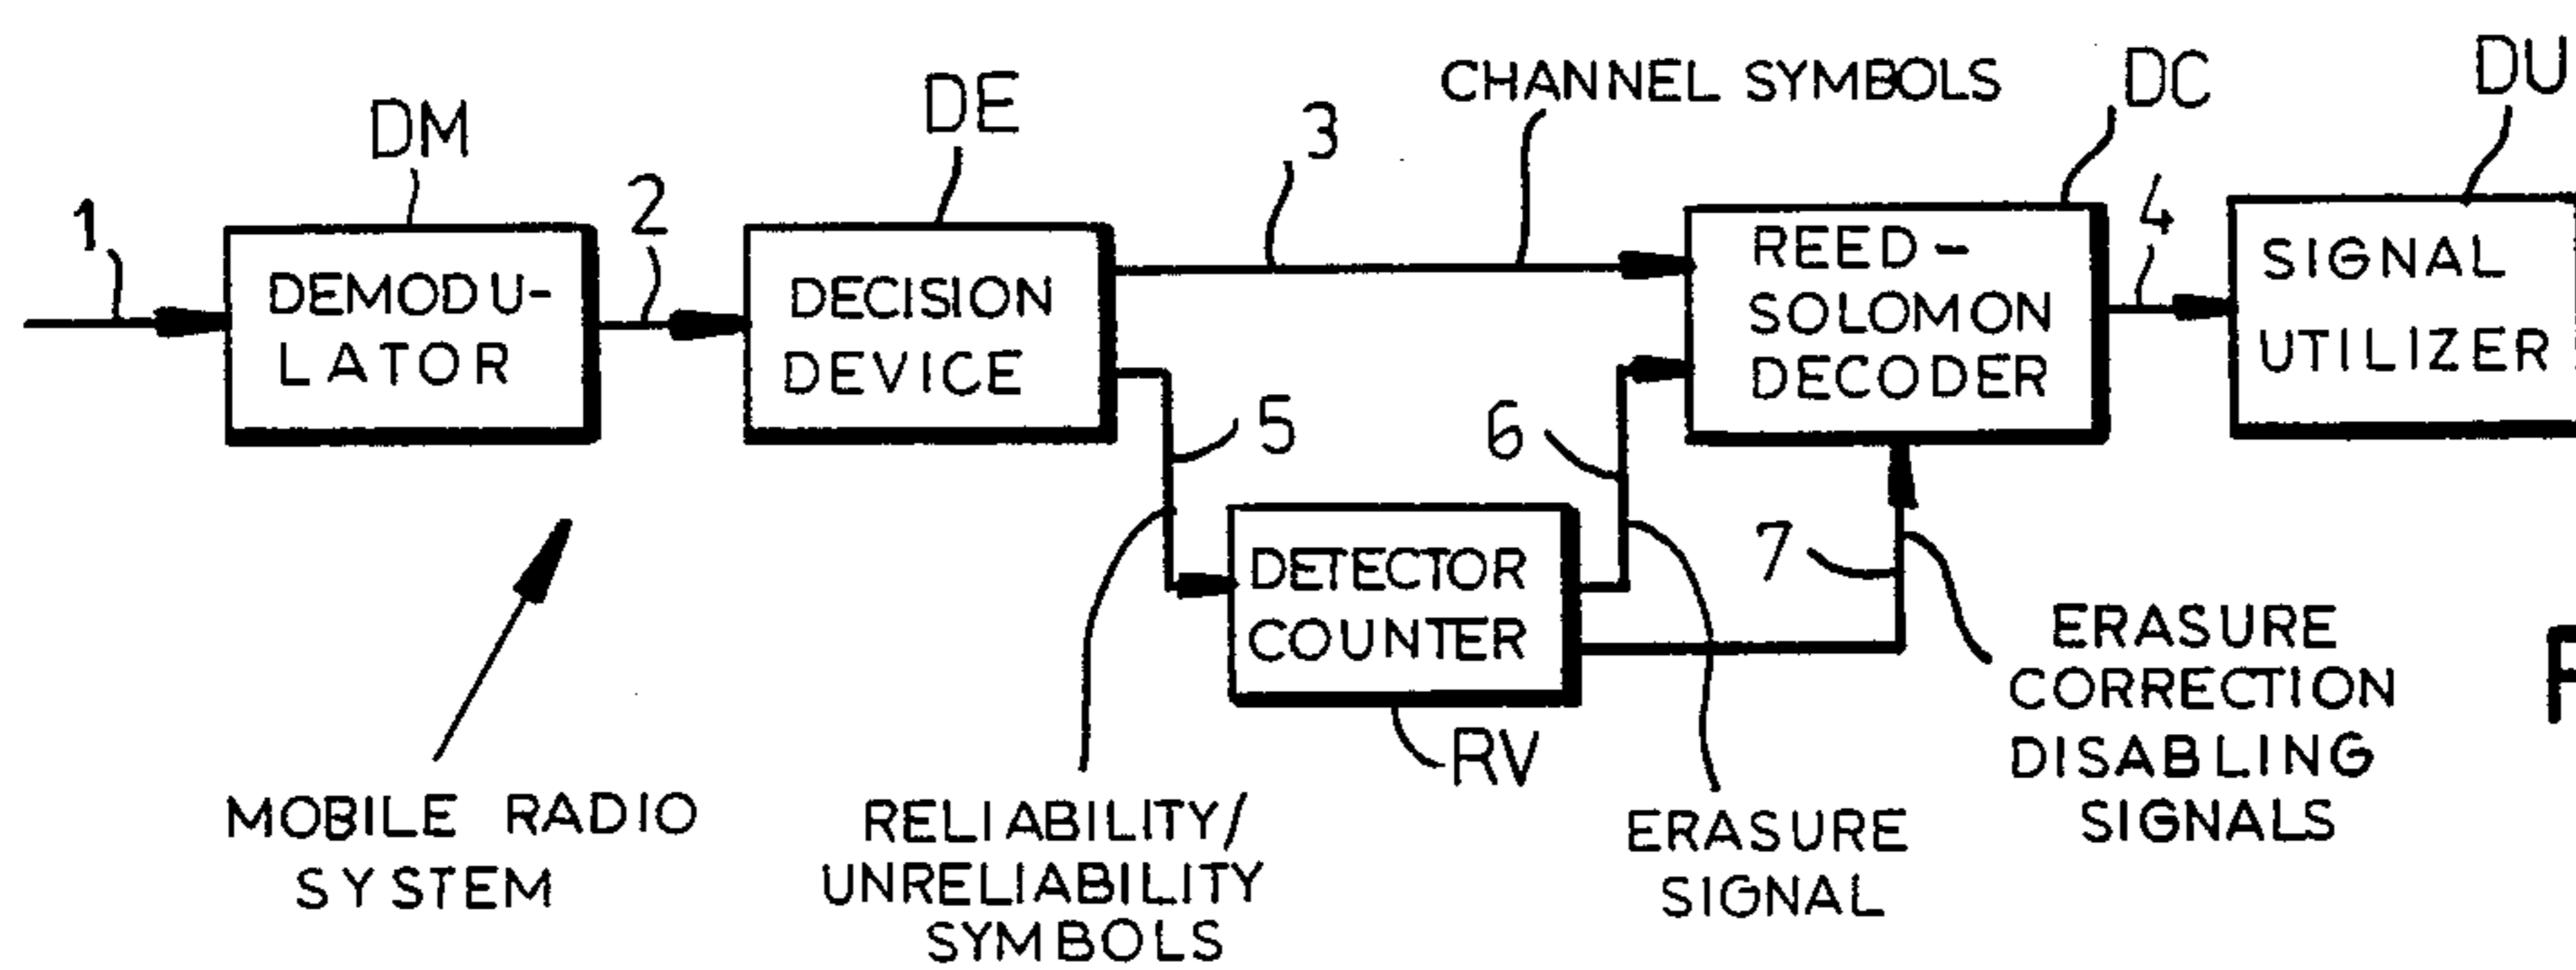 DM
DE
CHANNEL SYMBOLS
DC
DU
1
2
3
4
DEMODU-
LATOR
DECISION
DEVICE
REED-
SOLOMON
DECODER
SIGNAL
UTILIZER
5
6
7
DETECTOR
COUNTER
RV
MOBILE RADIO
SYSTEM
RELIABILITY/
UNRELIABILITY
SYMBOLS
ERASURE
SIGNAL
ERASURE
CORRECTION
DISABLING
SIGNALS